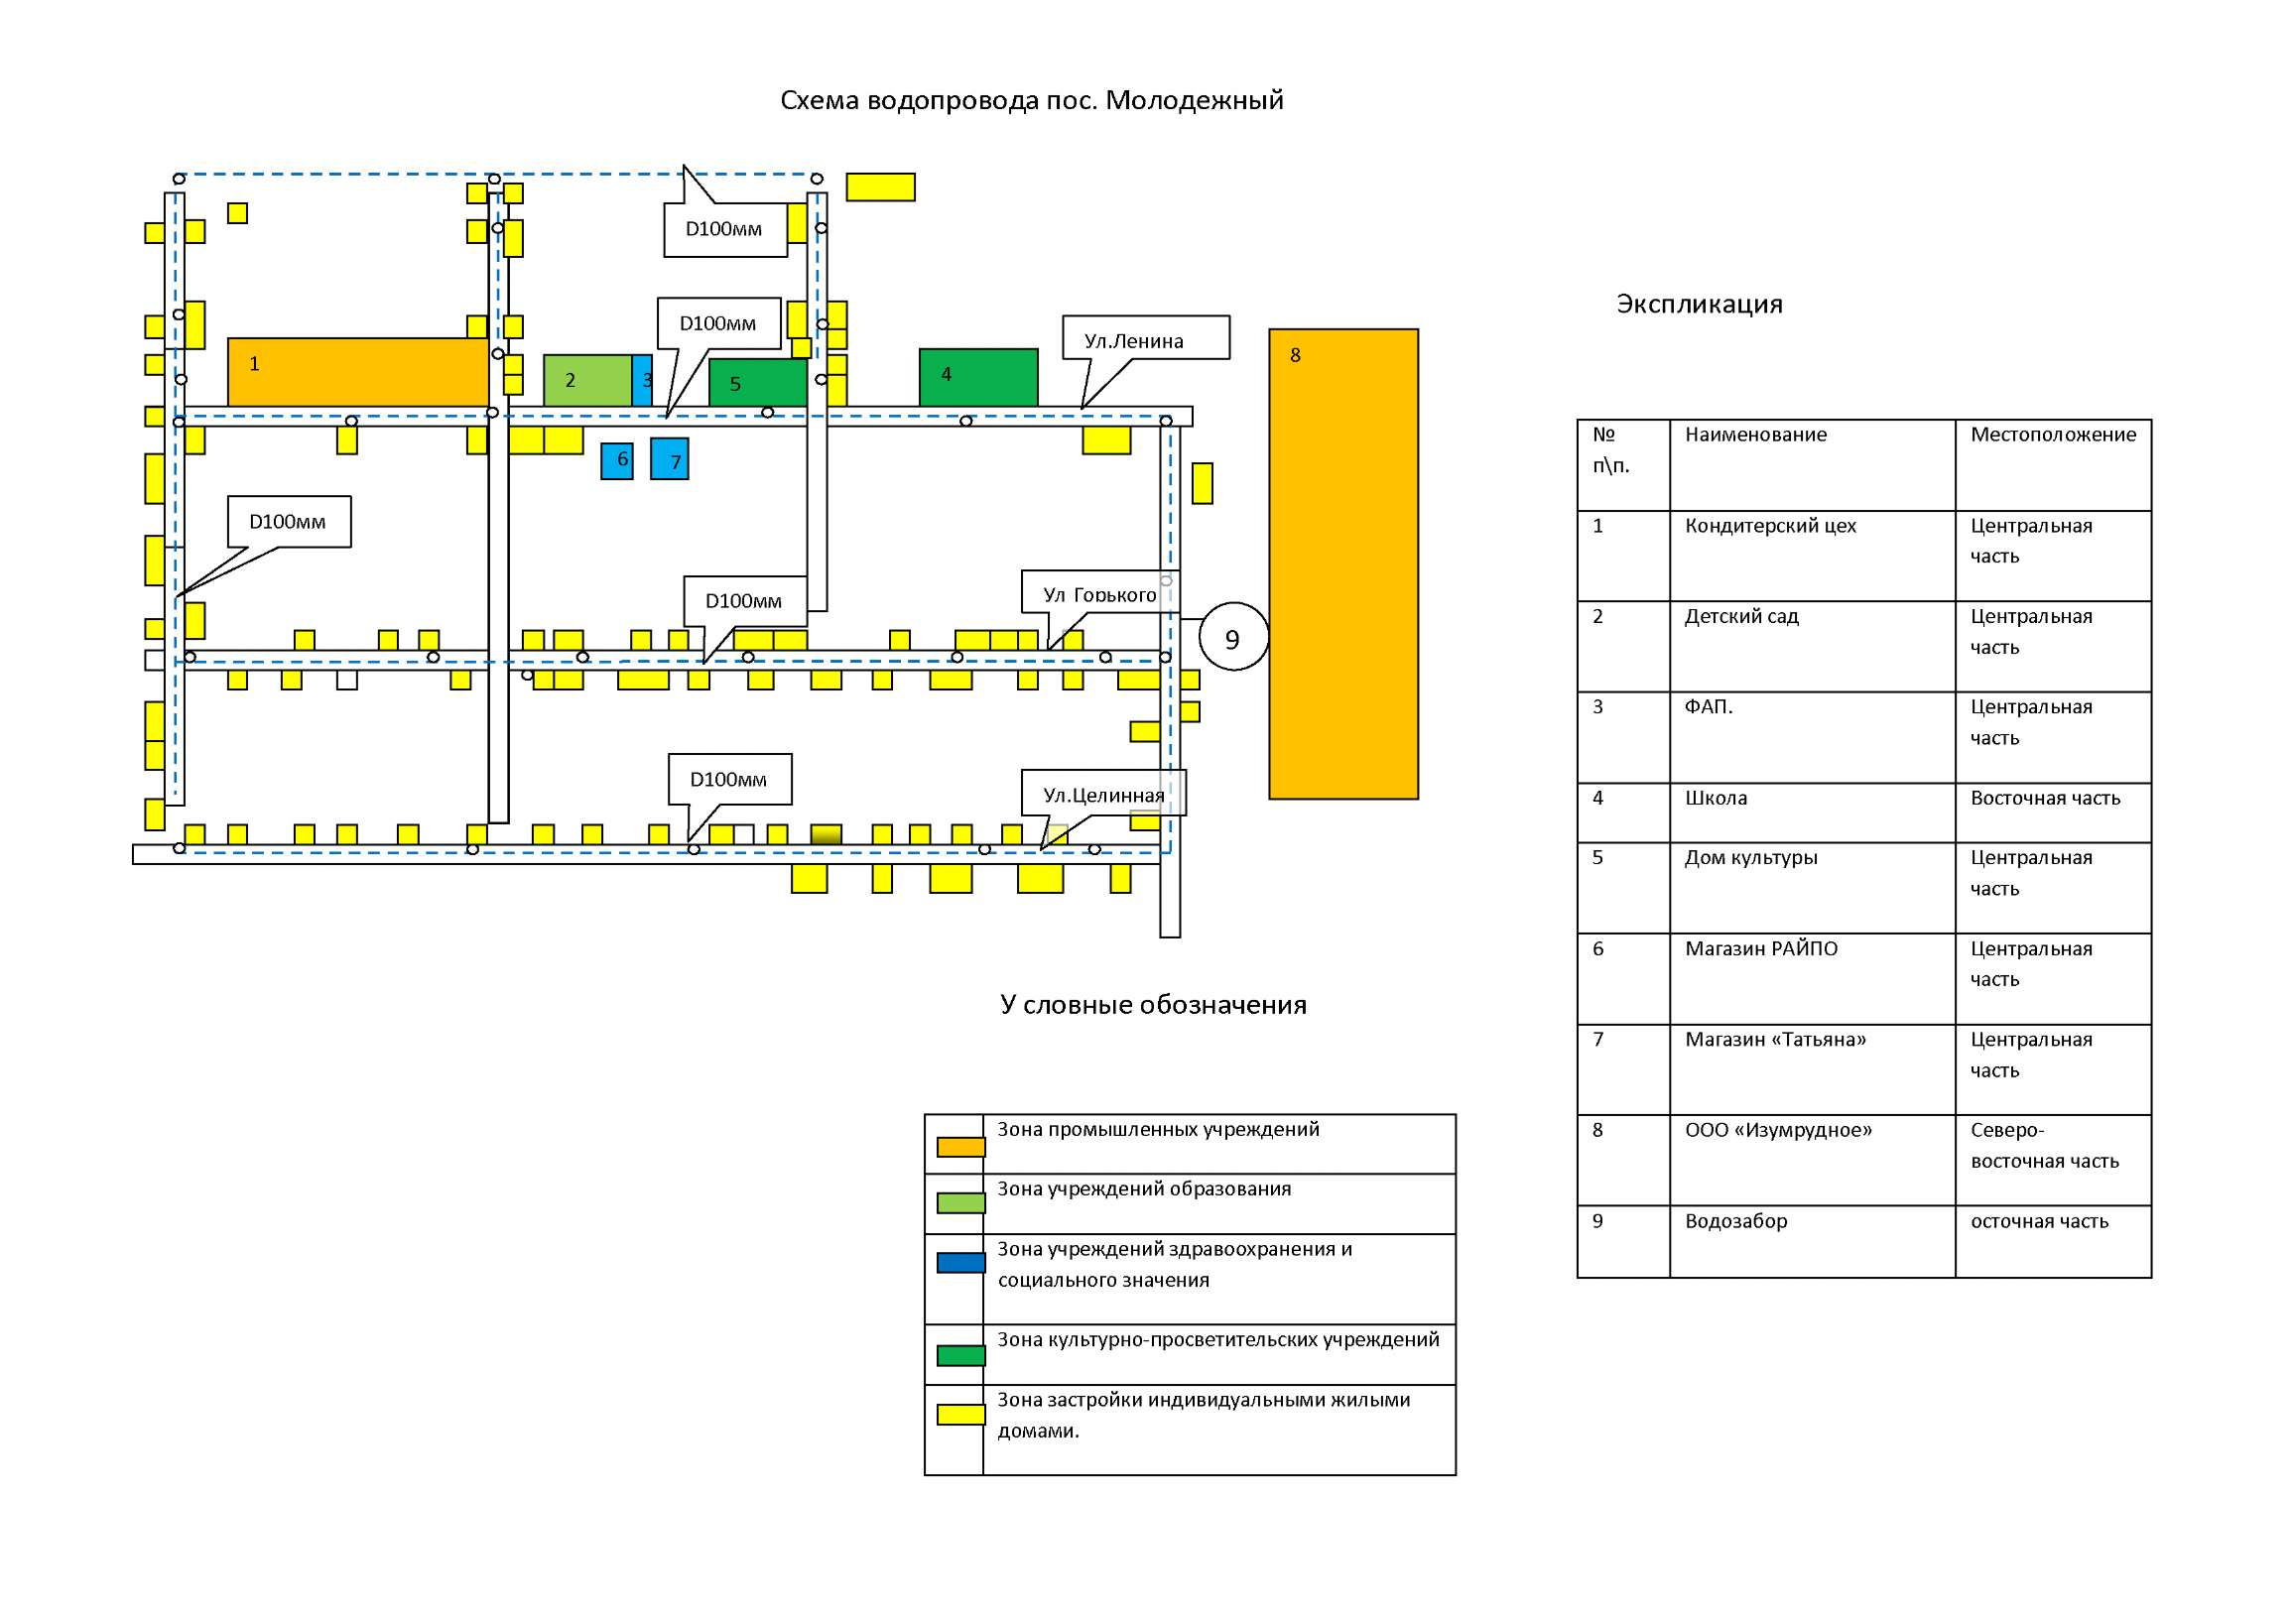 Схема водопровода пос. Молодежный
D100мм
D100мм
Ул.Ленина
1
2
3
5
4
8
6
7
D100мм
D100мм
Ул Горького
9
D100мм
Ул.Целинная
Экспликация
№ Наименование Местоположение
п\п.
1 Кондитерский цех Центральная
часть
2 Детский сад Центральная
часть
3 ФАП. Центральная
часть
4 Школа Восточная часть
5 Дом культуры Центральная
часть
6 Магазин РАЙПО Центральная
часть
7 Магазин «Татьяна» Центральная
часть
8 ООО «Изумрудное» Северо-
восточная часть
9 Водозабор осточная часть
У словные обозначения
Зона промышленных учреждений
Зона учреждений образования
Зона учреждений здравоохранения и
социального значения
Зона культурно-просветительских учреждений
Зона застройки индивидуальными жилыми
домами.